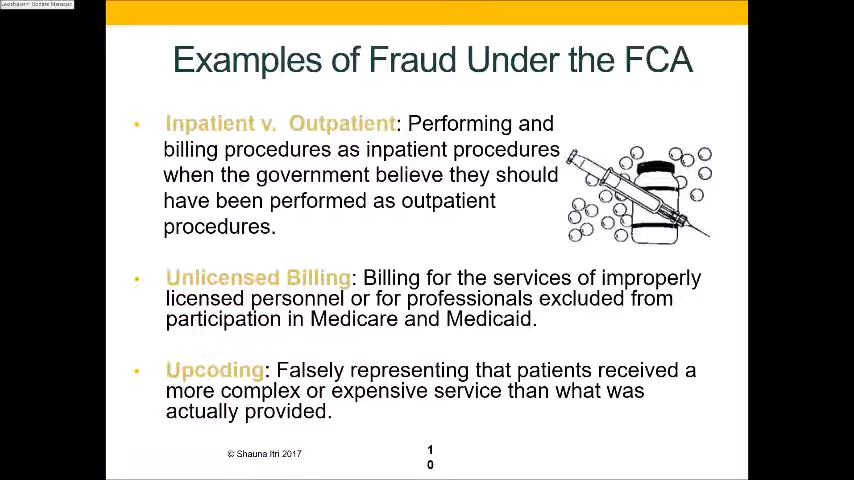 Update Manager
Examples of Fraud Under the FCA
• Inpatient v. Outpatient: Performing and
billing procedures as inpatient procedures
when the government believe they should
have been performed as outpatient
procedures.
• Unlicensed Billing: Billing for the services of improperly
licensed personnel or for professionals excluded from
participation in Medicare and Medicaid.
• Upcoding: Falsely representing that patients received a
more complex or expensive service than what was
actually provided.
© Shauna Itri 2017
1
0